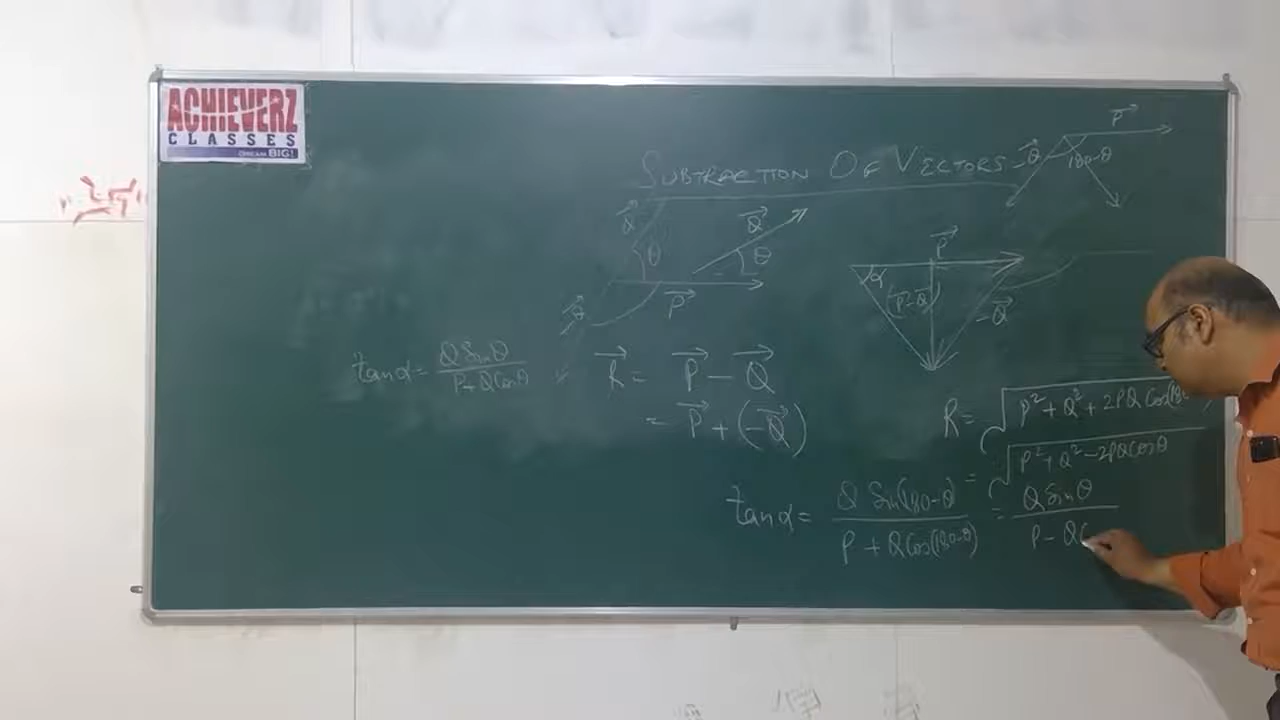 ACHIEVERZ
CLASSES
DREAM BIG!
SUBTRACTION OF VECTORS
P⃗
-Q⃗
180-θ
Q⃗
θ
Q⃗
θ
P⃗
-Q⃗
P⃗
α
(P⃗-Q⃗)
-Q⃗
tanα = Q Sinθ / P+QCosθ
R⃗ = P⃗ - Q⃗
= P⃗ + (-Q⃗)
R = √P² + Q² + 2PQ Cos(180
= √P² + Q² - 2PQCosθ
tanα = Q Sin(180-θ) / P + QCos(180-θ) = Q Sinθ / P - QC